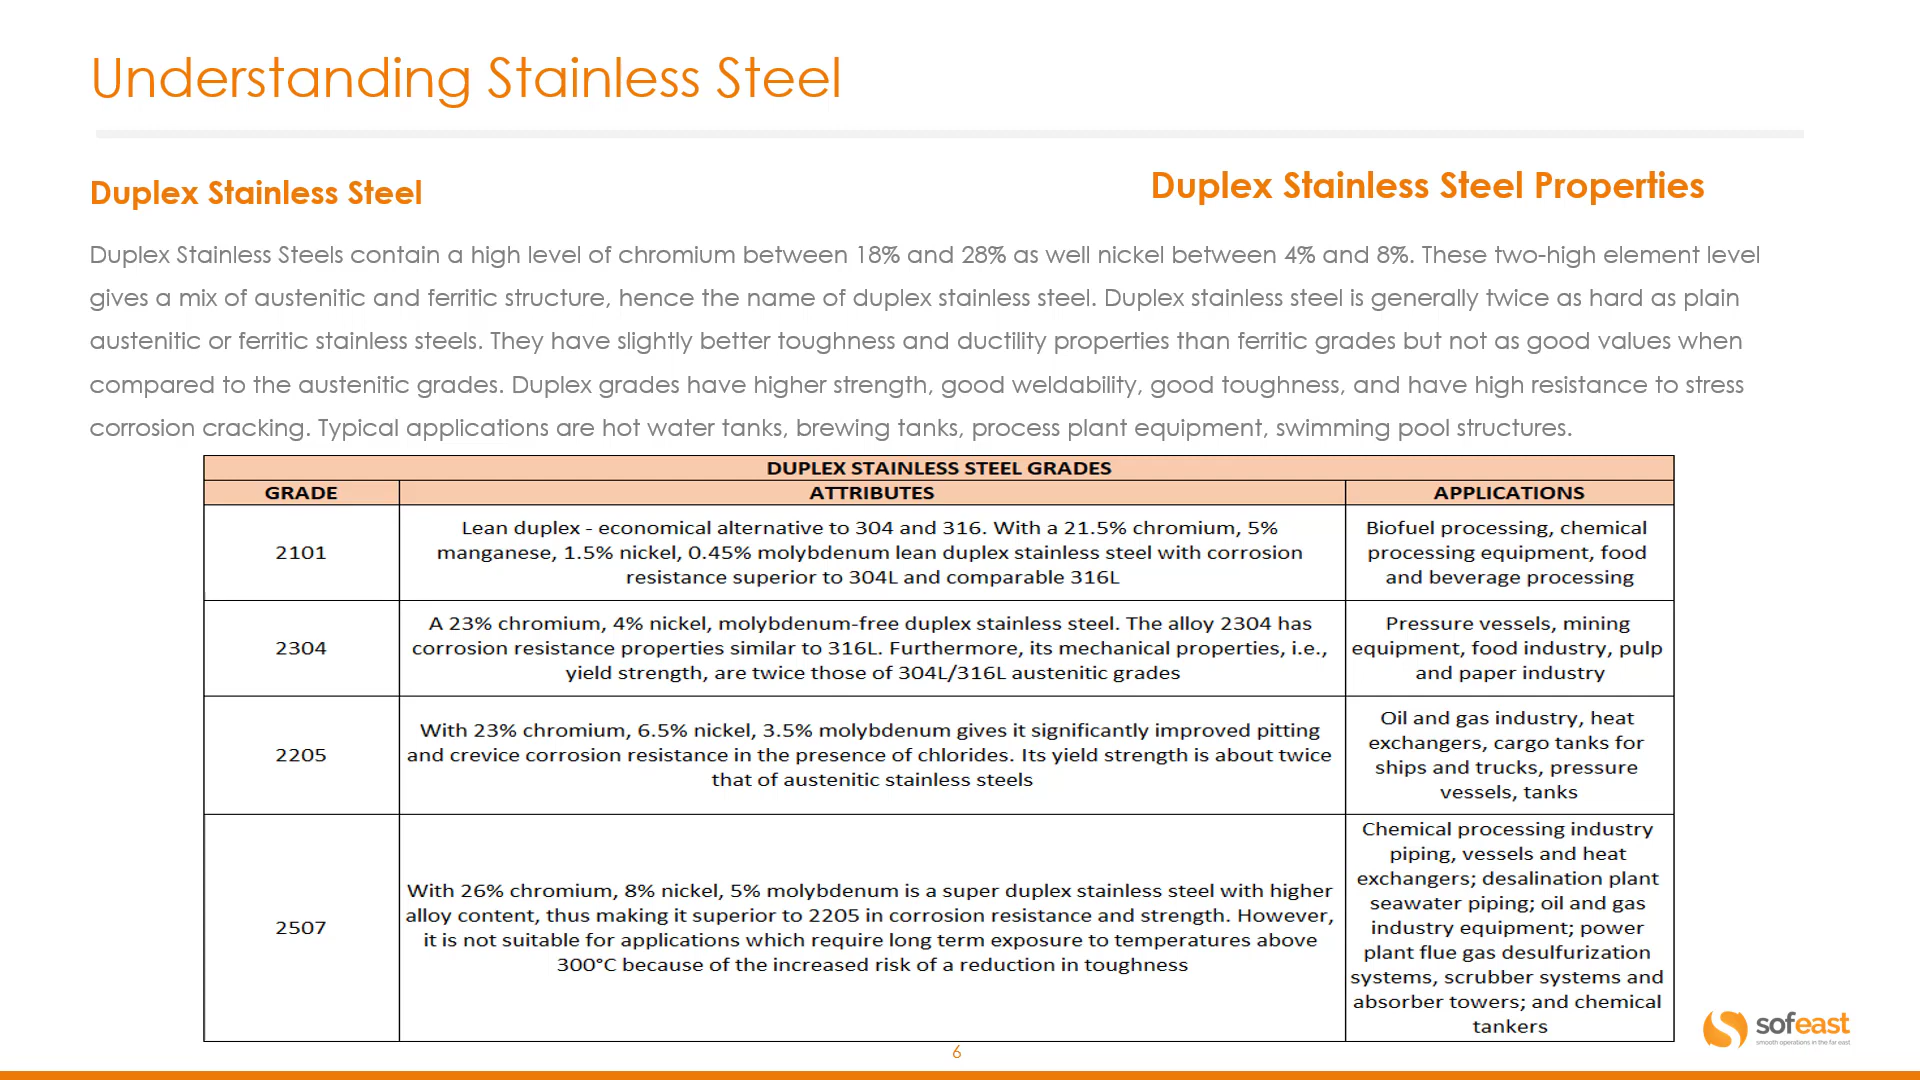 Understanding Stainless Steel
Duplex Stainless Steel
Duplex Stainless Steel Properties
Duplex Stainless Steels contain a high level of chromium between 18% and 28% as well nickel between 4% and 8%. These two-high element level
gives a mix of austenitic and ferritic structure, hence the name of duplex stainless steel. Duplex stainless steel is generally twice as hard as plain
austenitic or ferritic stainless steels. They have slightly better toughness and ductility properties than ferritic grades but not as good values when
compared to the austenitic grades. Duplex grades have higher strength, good weldability, good toughness, and have high resistance to stress
corrosion cracking. Typical applications are hot water tanks, brewing tanks, process plant equipment, swimming pool structures.
DUPLEX STAINLESS STEEL GRADES
GRADE
ATTRIBUTES
APPLICATIONS
2101
Lean duplex - economical alternative to 304 and 316. With a 21.5% chromium, 5%
manganese, 1.5% nickel, 0.45% molybdenum lean duplex stainless steel with corrosion
resistance superior to 304L and comparable 316L
Biofuel processing, chemical
processing equipment, food
and beverage processing
2304
A 23% chromium, 4% nickel, molybdenum-free duplex stainless steel. The alloy 2304 has
corrosion resistance properties similar to 316L. Furthermore, its mechanical properties, i.e.,
yield strength, are twice those of 304L/316L austenitic grades
Pressure vessels, mining
equipment, food industry, pulp
and paper industry
2205
With 23% chromium, 6.5% nickel, 3.5% molybdenum gives it significantly improved pitting
and crevice corrosion resistance in the presence of chlorides. Its yield strength is about twice
that of austenitic stainless steels
Oil and gas industry, heat
exchangers, cargo tanks for
ships and trucks, pressure
vessels, tanks
2507
With 26% chromium, 8% nickel, 5% molybdenum is a super duplex stainless steel with higher
alloy content, thus making it superior to 2205 in corrosion resistance and strength. However,
it is not suitable for applications which require long term exposure to temperatures above
300°C because of the increased risk of a reduction in toughness
Chemical processing industry
piping, vessels and heat
exchangers; desalination plant
seawater piping; oil and gas
industry equipment; power
plant flue gas desulfurization
systems, scrubber systems and
absorber towers; and chemical
tankers
sofeast
smooth operations in the far east
6